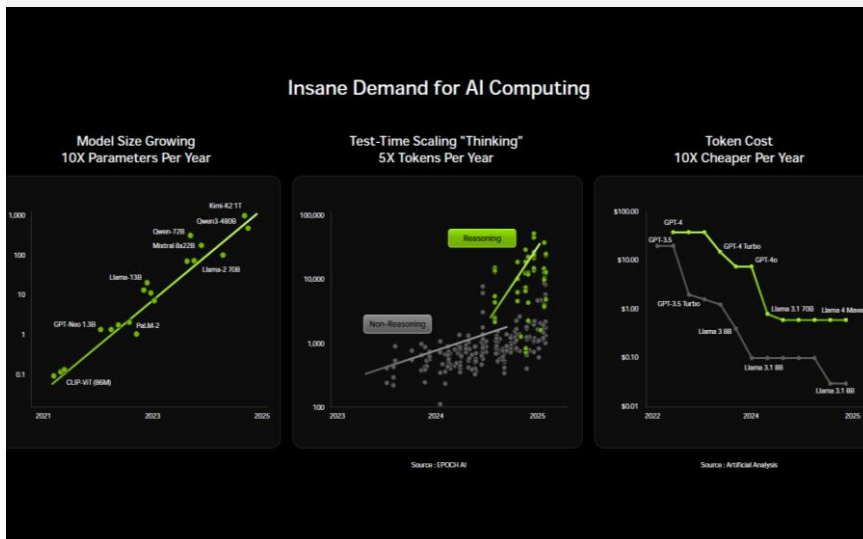 Insane Demand for AI Computing
Model Size Growing
10X Parameters Per Year
1,000
100
10
1
0.1
2021
2023
2025
Kimi-K2 1T
Qwen3-480B
Qwen-72B
Mixtral 8x22B
Llama-2 70B
Llama-13B
GPT-Neo 1.3B
PaLM-2
CLIP-ViT (86M)
Test-Time Scaling "Thinking"
5X Tokens Per Year
100,000
10,000
1,000
100
2023
2024
2025
Reasoning
Non-Reasoning
Source : EPOCH AI
Token Cost
10X Cheaper Per Year
$100.00
$10.00
$1.00
$0.10
$0.01
2022
2024
2025
GPT-4
GPT-3.5
GPT-4 Turbo
GPT-4o
GPT-3.5 Turbo
Llama 3.1 70B
Llama 4 Mave
Llama 3 8B
Llama 3.1 8B
Llama 3.1 8B
Source : Artificial Analysis